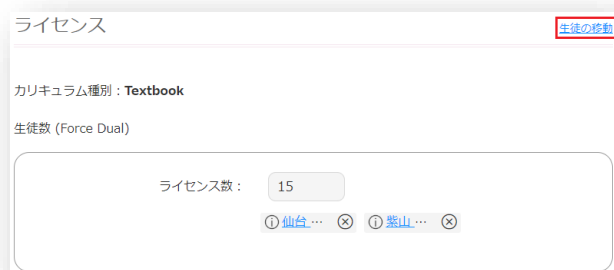 ライセンス 生徒の移動
カリキュラム種別：Textbook
生徒数 (Force Dual)
ライセンス数： 15
仙台 … 紫山 …